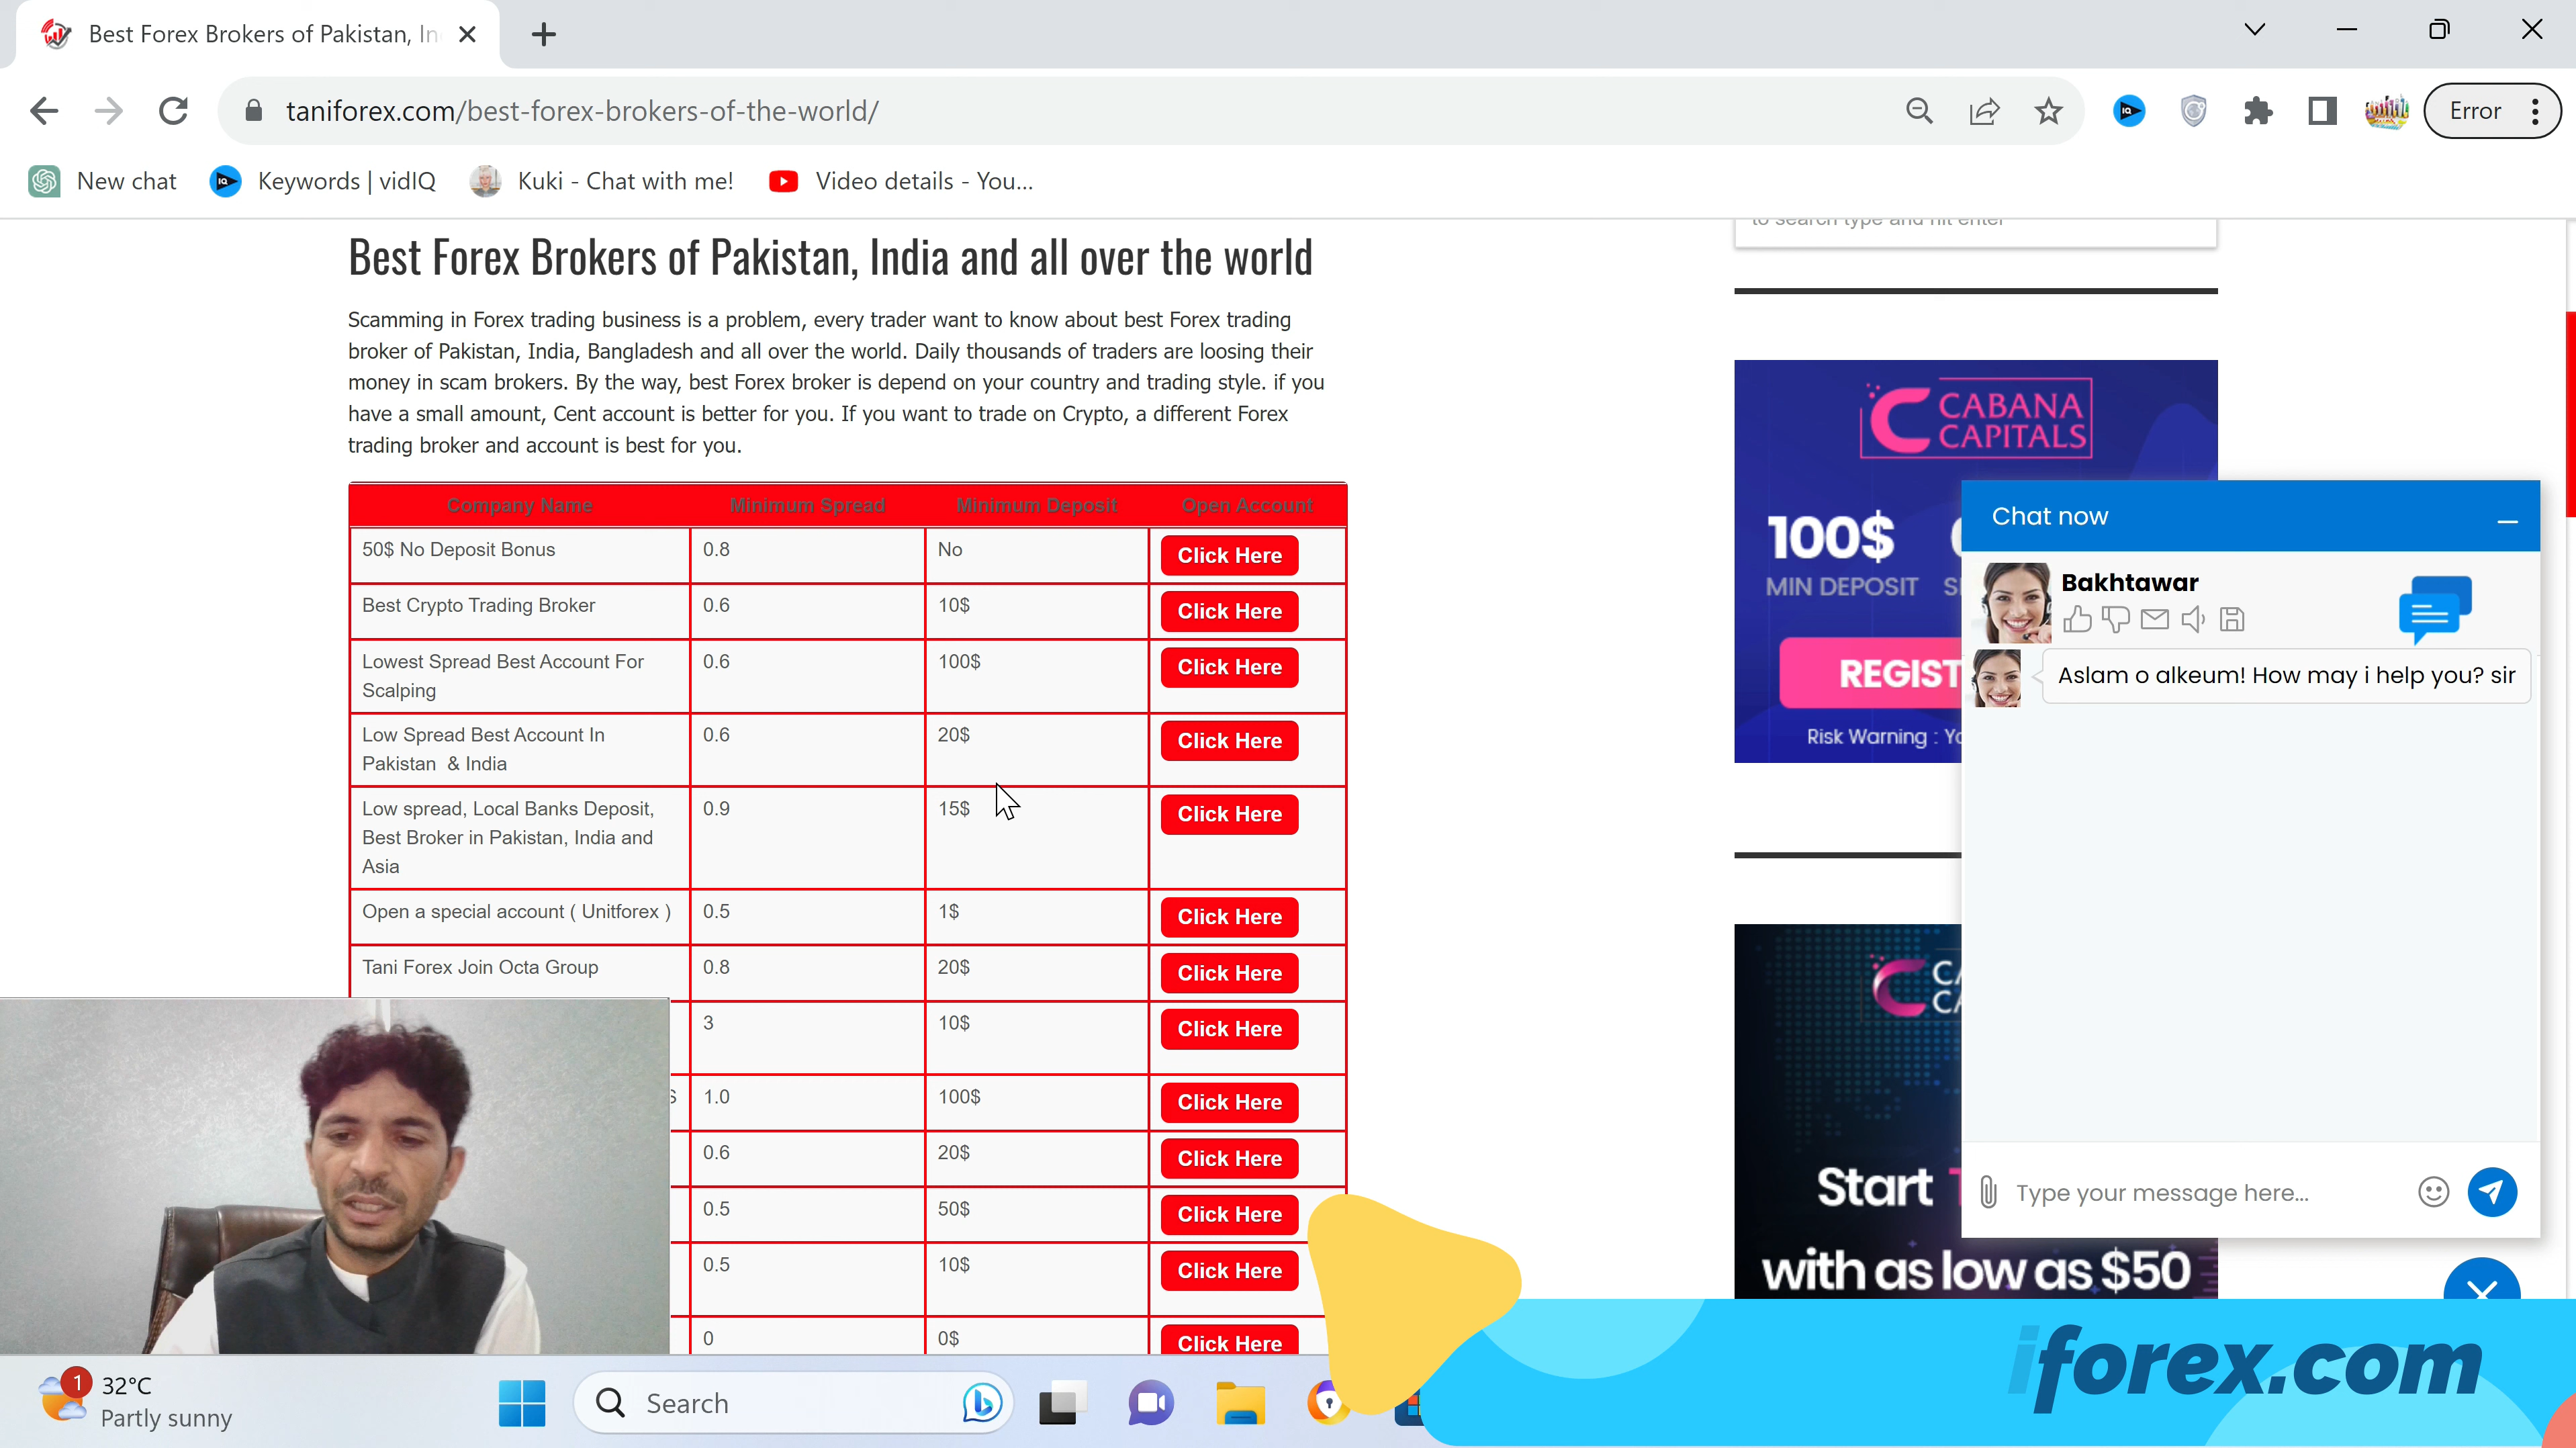 Best Forex Brokers of Pakistan, In
taniforex.com/best-forex-brokers-of-the-world/
Error
New chat
Keywords | vidIQ
Kuki - Chat with me!
Video details - You...
to search type and hit enter
Best Forex Brokers of Pakistan, India and all over the world
Scamming in Forex trading business is a problem, every trader want to know about best Forex trading
broker of Pakistan, India, Bangladesh and all over the world. Daily thousands of traders are loosing their
money in scam brokers. By the way, best Forex broker is depend on your country and trading style. if you
have a small amount, Cent account is better for you. If you want to trade on Crypto, a different Forex
trading broker and account is best for you.
Company Name Minimum Spread Minimum Deposit Open Account
50$ No Deposit Bonus 0.8 No Click Here
Best Crypto Trading Broker 0.6 10$ Click Here
Lowest Spread Best Account For
Scalping 0.6 100$ Click Here
Low Spread Best Account In
Pakistan & India 0.6 20$ Click Here
Low spread, Local Banks Deposit,
Best Broker in Pakistan, India and
Asia 0.9 15$ Click Here
Open a special account ( Unitforex ) 0.5 1$ Click Here
Tani Forex Join Octa Group 0.8 20$ Click Here
3 10$ Click Here
$ 1.0 100$ Click Here
0.6 20$ Click Here
0.5 50$ Click Here
0.5 10$ Click Here
0 0$ Click Here
CABANA
CAPITALS
100$
MIN DEPOSIT
REGIST
Risk Warning :
Chat now
Bakhtawar
Aslam o alkeum! How may i help you? sir
Type your message here...
Start
with as low as $50
iforex.com
1
32°C
Partly sunny
Search